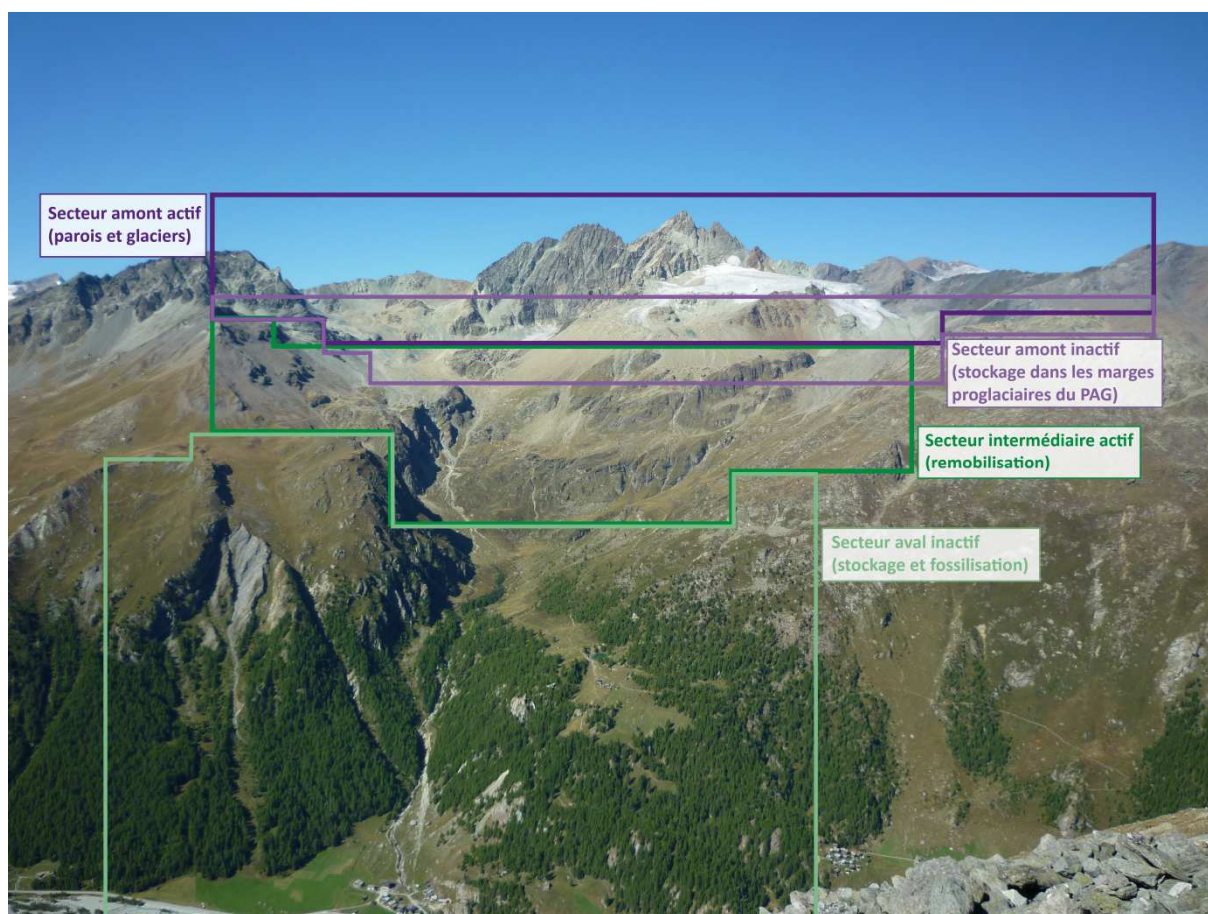 Secteur amont actif
(parois et glaciers)
Secteur amont inactif
(stockage dans les marges
proglaciaires du PAG)
Secteur intermédiaire actif
(remobilisation)
Secteur aval inactif
(stockage et fossilisation)